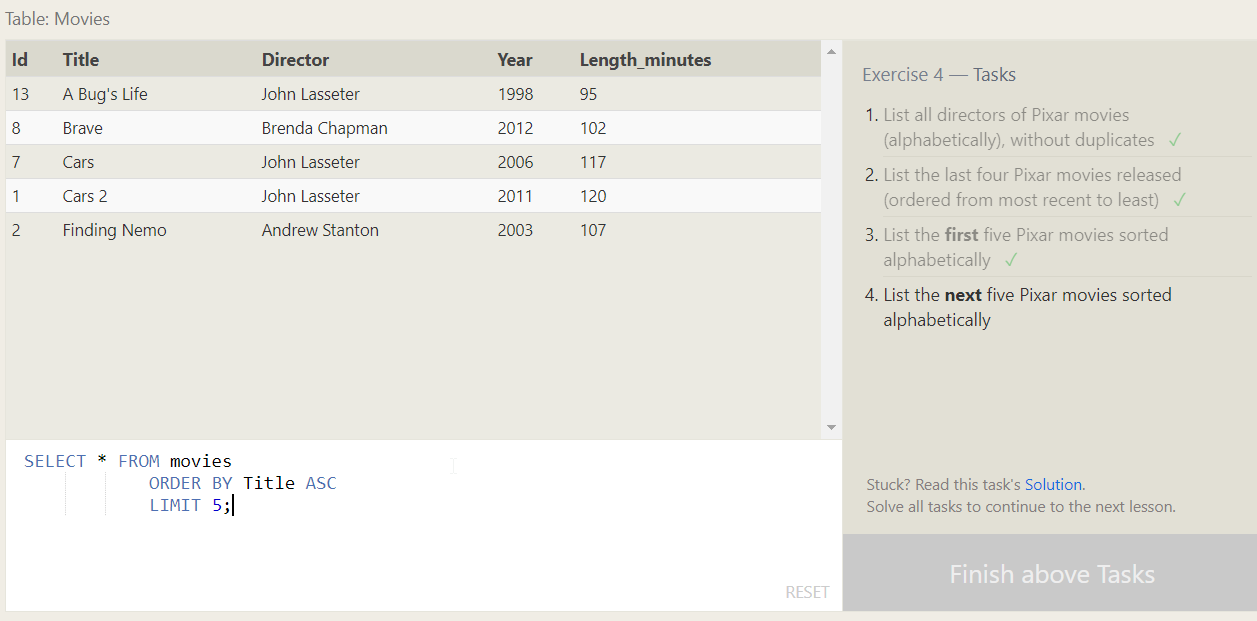 Table: Movies
Id Title Director Year Length_minutes
13 A Bug's Life John Lasseter 1998 95
8 Brave Brenda Chapman 2012 102
7 Cars John Lasseter 2006 117
1 Cars 2 John Lasseter 2011 120
2 Finding Nemo Andrew Stanton 2003 107
SELECT * FROM movies
ORDER BY Title ASC
LIMIT 5;
RESET
Exercise 4 — Tasks
1. List all directors of Pixar movies
(alphabetically), without duplicates ✓
2. List the last four Pixar movies released
(ordered from most recent to least) ✓
3. List the first five Pixar movies sorted
alphabetically ✓
4. List the next five Pixar movies sorted
alphabetically
Stuck? Read this task's Solution.
Solve all tasks to continue to the next lesson.
Finish above Tasks